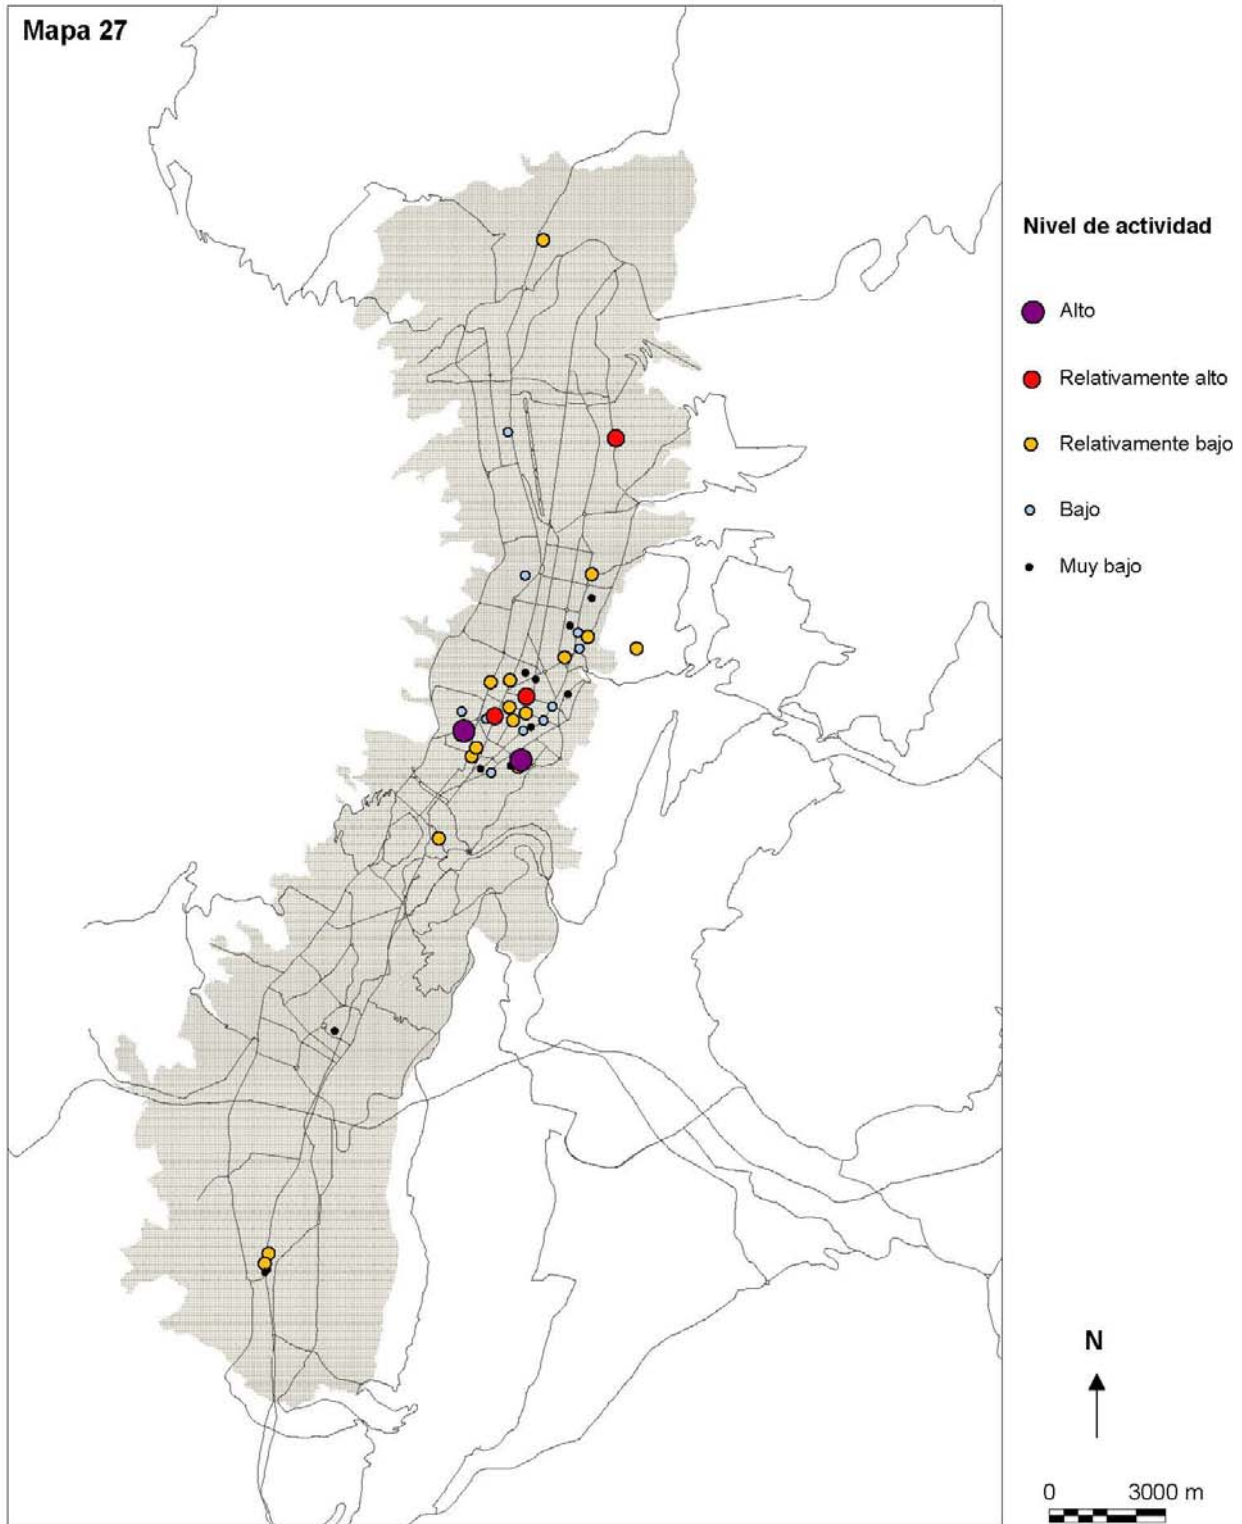 Mapa 27
Nivel de actividad
Alto
Relativamente alto
Relativamente bajo
Bajo
Muy bajo
N
0 3000 m